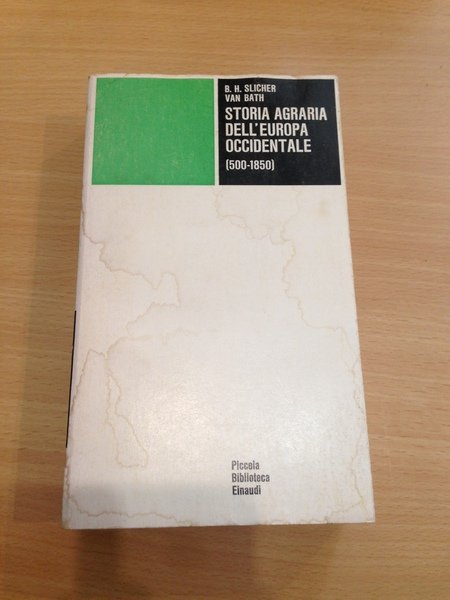 B. H. SLICHER
VAN BATH
STORIA AGRARIA
DELL'EUROPA
OCCIDENTALE
(500-1850)
Piccola
Biblioteca
Einaudi